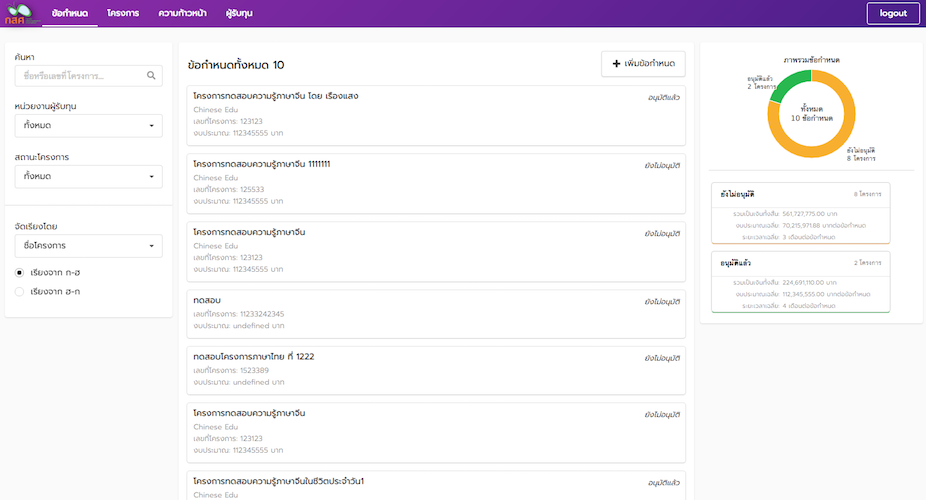 กสศ
ข้อกำหนด
โครงการ
ความก้าวหน้า
ผู้รับทุน
logout
ค้นหา
ชื่อหรือเลขที่โครงการ...
หน่วยงานผู้รับทุน
ทั้งหมด
สถานะโครงการ
ทั้งหมด
จัดเรียงโดย
ชื่อโครงการ
เรียงจาก ก-ฮ
เรียงจาก ฮ-ก
ข้อกำหนดทั้งหมด 10
เพิ่มข้อกำหนด
โครงการทดสอบความรู้ภาษาจีน โดย เรืองแสง
อนุมัติแล้ว
Chinese Edu
เลขที่โครงการ: 123123
งบประมาณ: 112345555 บาท
โครงการทดสอบความรู้ภาษาจีน 1111111
ยังไม่อนุมัติ
Chinese Edu
เลขที่โครงการ: 125533
งบประมาณ: 112345555 บาท
โครงการทดสอบความรู้ภาษาจีน
ยังไม่อนุมัติ
Chinese Edu
เลขที่โครงการ: 123123
งบประมาณ: 112345555 บาท
ทดสอบ
ยังไม่อนุมัติ
เลขที่โครงการ: 11233242345
งบประมาณ: undefined บาท
ทดสอบโครงการภาษาไทย ที่ 1222
ยังไม่อนุมัติ
เลขที่โครงการ: 1523389
งบประมาณ: undefined บาท
โครงการทดสอบความรู้ภาษาจีน
ยังไม่อนุมัติ
Chinese Edu
เลขที่โครงการ: 123123
งบประมาณ: 112345555 บาท
โครงการทดสอบความรู้ภาษาจีนในชีวิตประจำวัน1
อนุมัติแล้ว
Chinese Edu
ภาพรวมข้อกำหนด
อนุมัติแล้ว
2 โครงการ
ทั้งหมด
10 ข้อกำหนด
ยังไม่อนุมัติ
8 โครงการ
ยังไม่อนุมัติ
8 โครงการ
รวมเป็นเงินทั้งสิ้น 561,727,775.00 บาท
งบประมาณเฉลี่ย 70,215,971.88 บาทต่อข้อกำหนด
ระยะเวลาเฉลี่ย 3 เดือนต่อข้อกำหนด
อนุมัติแล้ว
2 โครงการ
รวมเป็นเงินทั้งสิ้น 224,691,110.00 บาท
งบประมาณเฉลี่ย 112,345,555.00 บาทต่อข้อกำหนด
ระยะเวลาเฉลี่ย 4 เดือนต่อข้อกำหนด